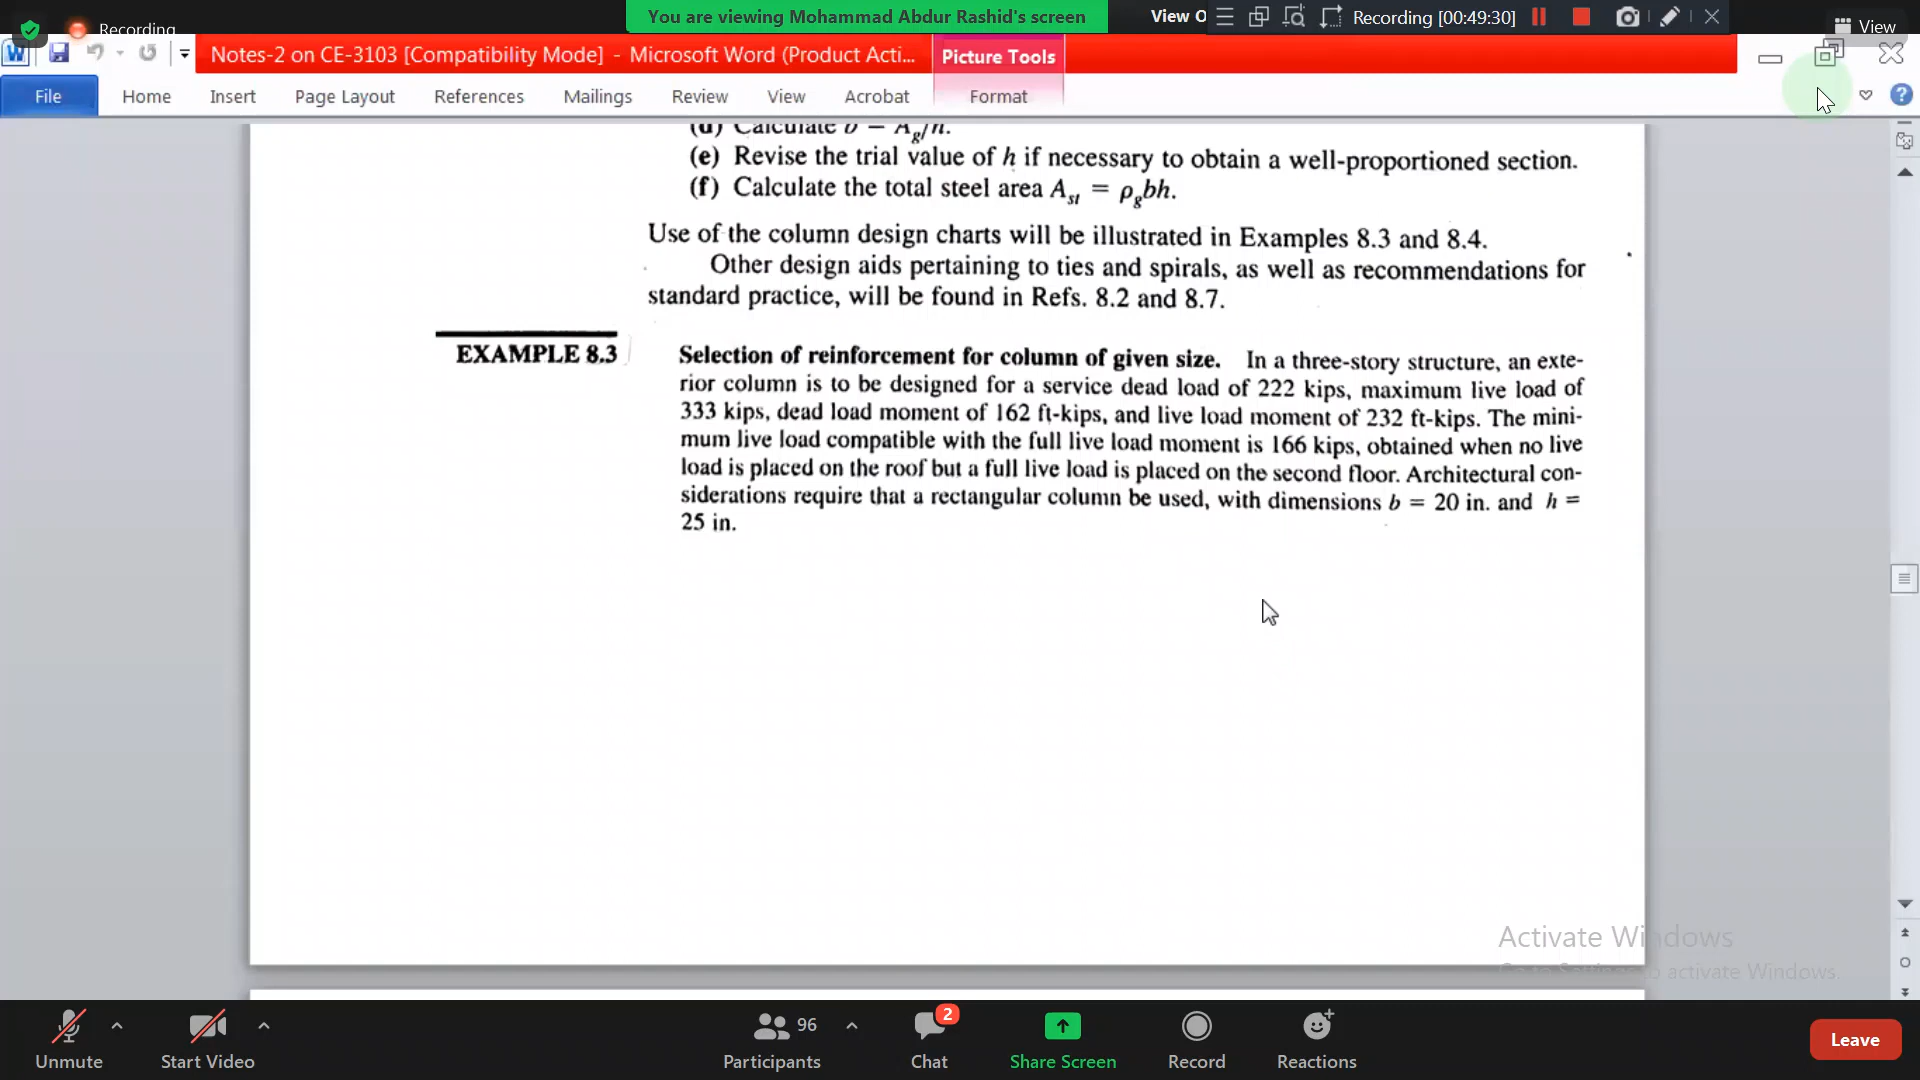 Recording
You are viewing Mohammad Abdur Rashid's screen
View O
Recording [00:49:30]
View
Notes-2 on CE-3103 [Compatibility Mode] - Microsoft Word (Product Acti...
Picture Tools
File
Home
Insert
Page Layout
References
Mailings
Review
View
Acrobat
Format
(d) Calculate b = Ag/h.
(e) Revise the trial value of h if necessary to obtain a well-proportioned section.
(f) Calculate the total steel area Ast = ρgbh.
Use of the column design charts will be illustrated in Examples 8.3 and 8.4.
Other design aids pertaining to ties and spirals, as well as recommendations for
standard practice, will be found in Refs. 8.2 and 8.7.
EXAMPLE 8.3
Selection of reinforcement for column of given size. In a three-story structure, an exte-
rior column is to be designed for a service dead load of 222 kips, maximum live load of
333 kips, dead load moment of 162 ft-kips, and live load moment of 232 ft-kips. The mini-
mum live load compatible with the full live load moment is 166 kips, obtained when no live
load is placed on the roof but a full live load is placed on the second floor. Architectural con-
siderations require that a rectangular column be used, with dimensions b = 20 in. and h =
25 in.
Activate Windows
Go to Settings to activate Windows.
Unmute
Start Video
96
Participants
2
Chat
Share Screen
Record
Reactions
Leave